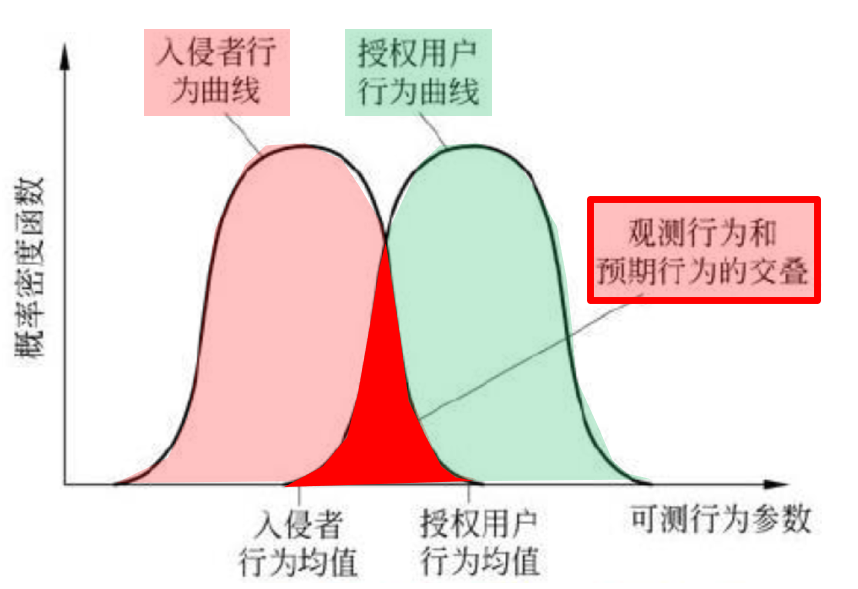 入侵者行
为曲线
授权用户
行为曲线
观测行为和
预期行为的交叠
概率密度函数
入侵者
行为均值
授权用户
行为均值
可测行为参数